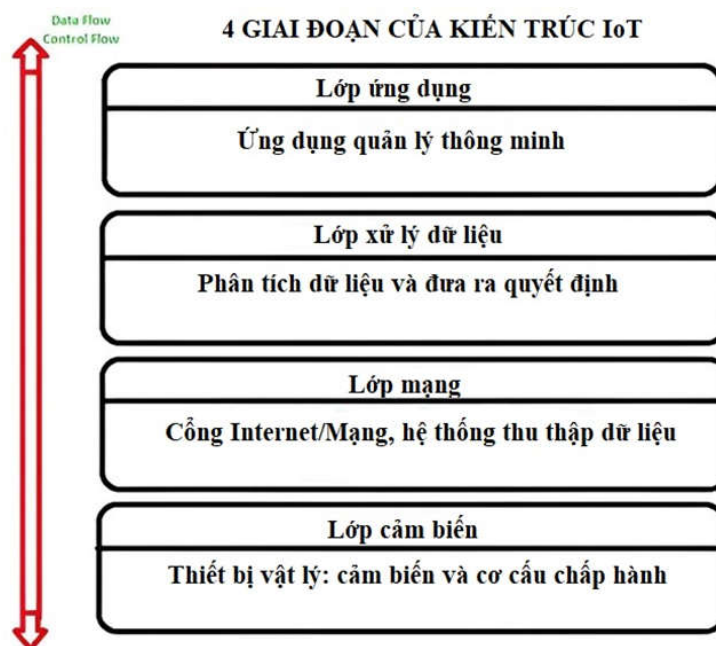 Data Flow
Control Flow
4 GIAI ĐOẠN CỦA KIẾN TRÚC IoT
Lớp ứng dụng
Ứng dụng quản lý thông minh
Lớp xử lý dữ liệu
Phân tích dữ liệu và đưa ra quyết định
Lớp mạng
Cổng Internet/Mạng, hệ thống thu thập dữ liệu
Lớp cảm biến
Thiết bị vật lý: cảm biến và cơ cấu chấp hành